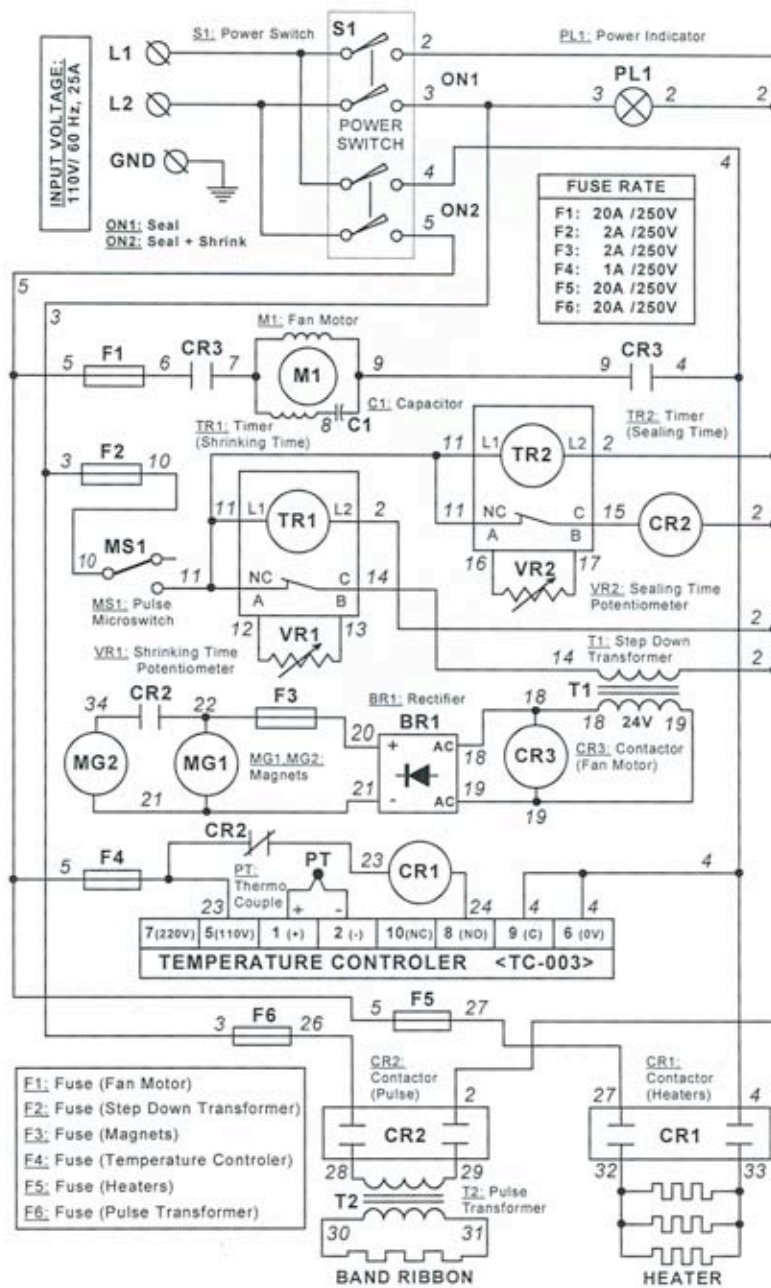 INPUT VOLTAGE:
110V/ 60 Hz, 25A
S1: Power Switch
S1
2
PL1: Power Indicator
L1
PL1
L2
3
ON1
3
2
2
POWER
SWITCH
GND
4
4
ON1: Seal
ON2: Seal + Shrink
5
ON2
FUSE RATE
F1: 20A /250V
F2: 2A /250V
F3: 2A /250V
F4: 1A /250V
F5: 20A /250V
F6: 20A /250V
5
3
M1: Fan Motor
5
F1
6
CR3
7
M1
9
9
CR3
4
8
C1
C1: Capacitor
TR1: Timer
(Shrinking Time)
TR2: Timer
(Sealing Time)
3
F2
10
11
L1
TR2
L2
2
11
L1
TR1
L2
2
11
NC
A
C
B
15
CR2
2
10
MS1
11
NC
A
C
B
14
16
VR2
17
MS1: Pulse
Microswitch
VR2: Sealing Time
Potentiometer
12
VR1
13
VR1: Shrinking Time
Potentiometer
2
T1: Step Down
Transformer
14
2
34
CR2
22
F3
BR1: Rectifier
20
BR1
18
T1
18
24V
19
+
AC
18
MG2
MG1
MG1,MG2:
Magnets
CR3
CR3: Contactor
(Fan Motor)
21
21
-
AC
19
19
CR2
5
F4
PT:
Thermo
Couple
PT
23
CR1
4
+
-
23
24
4
4
7(220V)
5(110V)
1 (+)
2 (-)
10(NC)
8 (NO)
9 (C)
6 (0V)
TEMPERATURE CONTROLER <TC-003>
5
F5
27
3
F6
26
CR2:
Contactor
(Pulse)
CR1:
Contactor
(Heaters)
2
27
4
CR2
CR1
28
29
32
33
T2
T2: Pulse
Transformer
30
31
BAND RIBBON
HEATER
F1: Fuse (Fan Motor)
F2: Fuse (Step Down Transformer)
F3: Fuse (Magnets)
F4: Fuse (Temperature Controler)
F5: Fuse (Heaters)
F6: Fuse (Pulse Transformer)